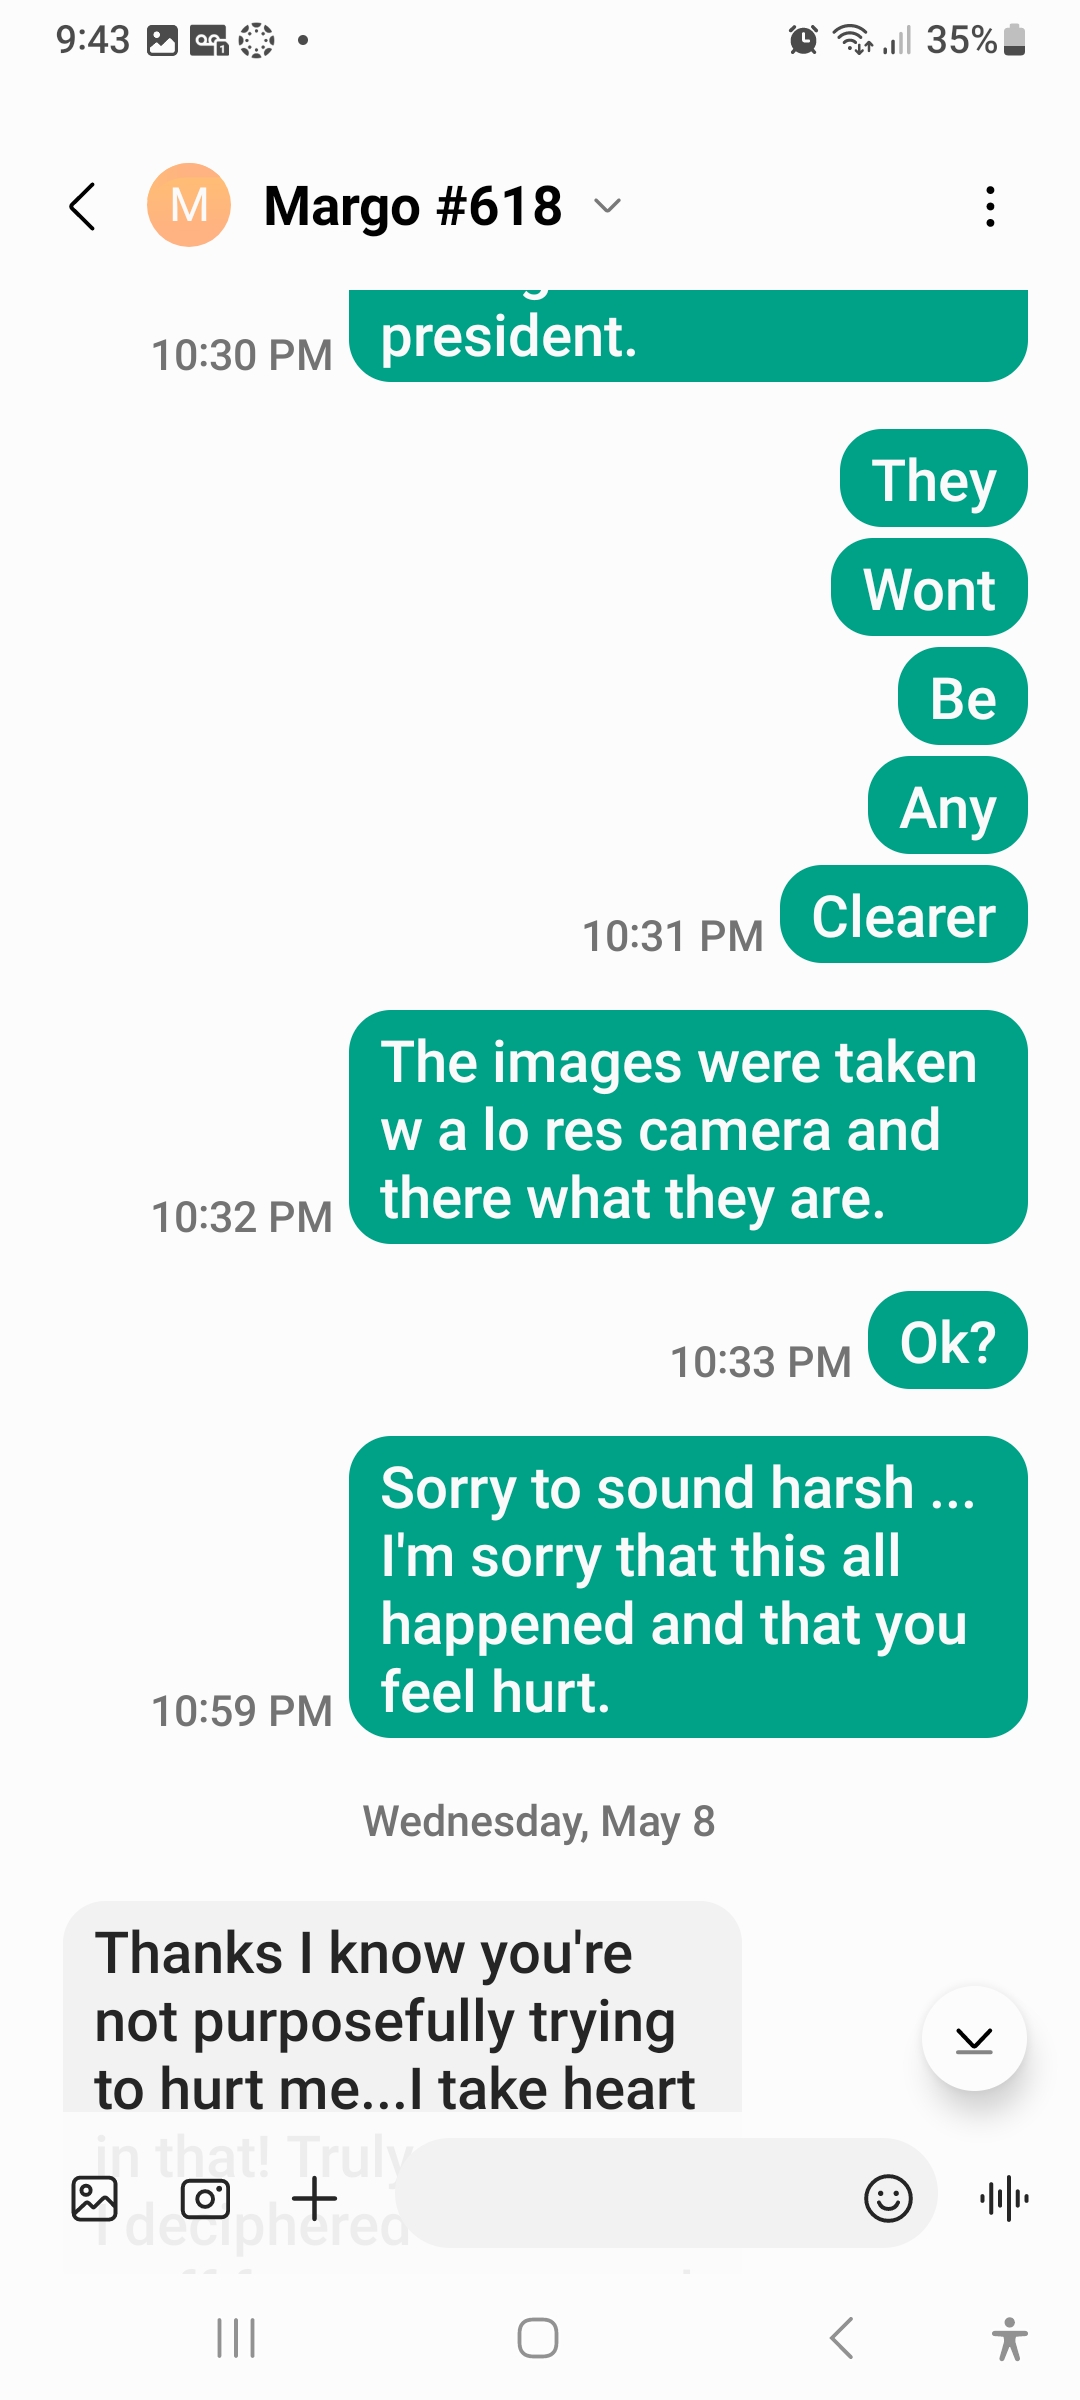 9:43
35%
M
Margo #618
president.
10:30 PM
They
Wont
Be
Any
Clearer
10:31 PM
The images were taken
w a lo res camera and
there what they are.
10:32 PM
Ok?
10:33 PM
Sorry to sound harsh ...
I'm sorry that this all
happened and that you
feel hurt.
10:59 PM
Wednesday, May 8
Thanks I know you're
not purposefully trying
to hurt me...I take heart
in that! Truly
I deciphered